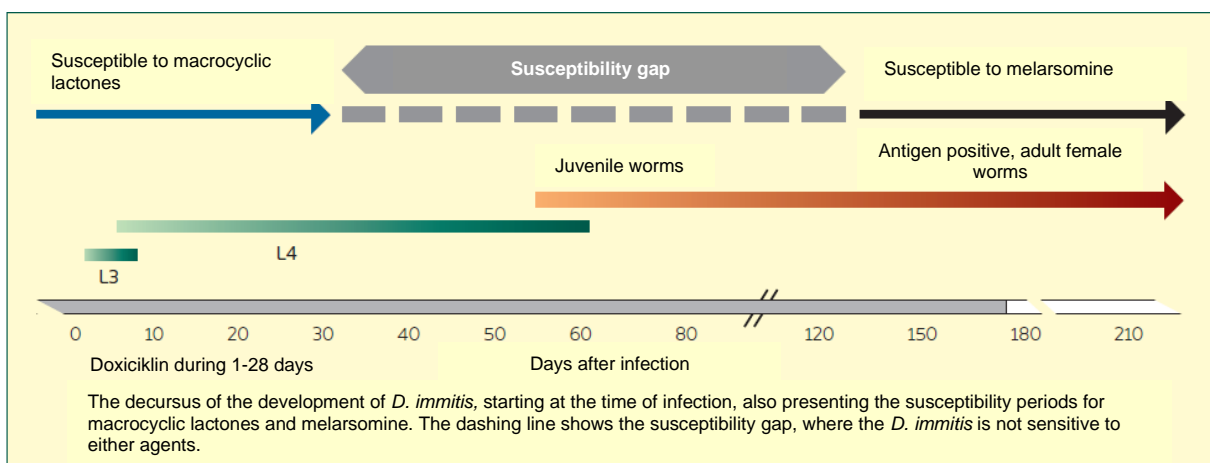 Susceptible to macrocyclic
lactones
Susceptibility gap
Susceptible to melarsomine
Juvenile worms
Antigen positive, adult female
worms
L4
L3
0 10 20 30 40 50 60 80 120 150 180 210
Doxiciklin during 1-28 days
Days after infection
The decursus of the development of D. immitis, starting at the time of infection, also presenting the susceptibility periods for
macrocyclic lactones and melarsomine. The dashing line shows the susceptibility gap, where the D. immitis is not sensitive to
either agents.